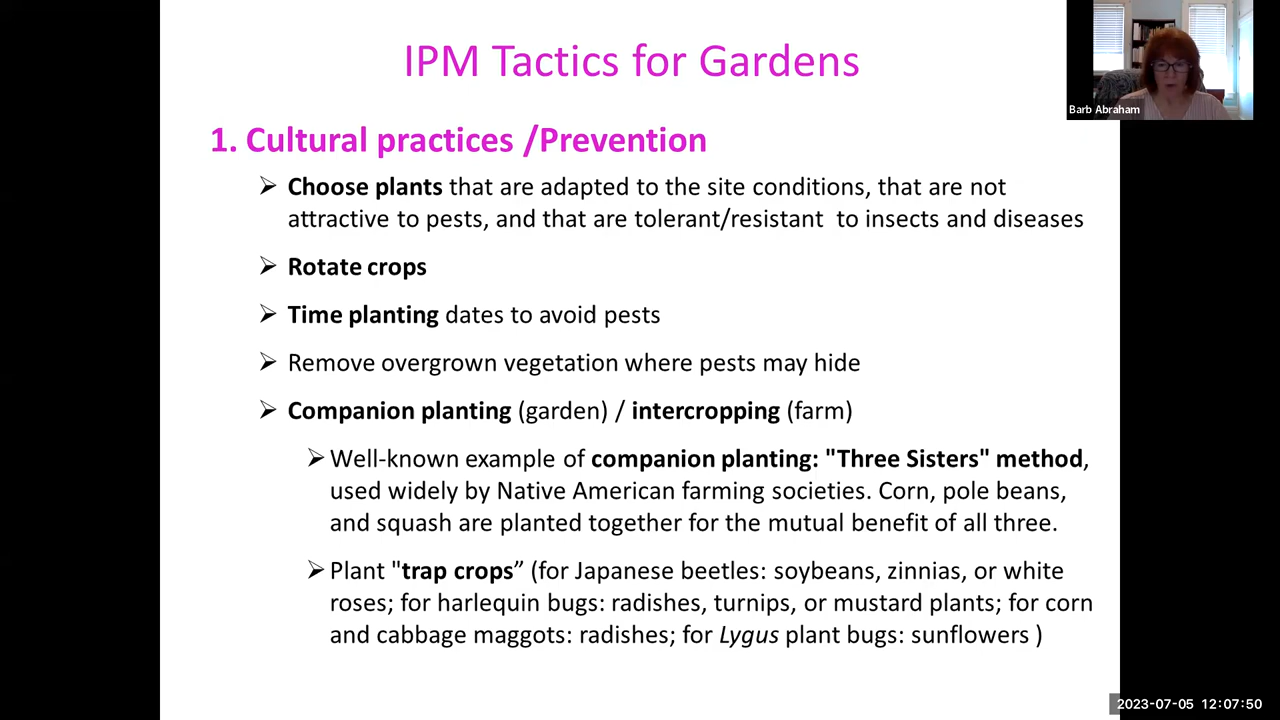 IPM Tactics for Gardens
Barb Abraham
1. Cultural practices /Prevention
➢ Choose plants that are adapted to the site conditions, that are not
attractive to pests, and that are tolerant/resistant  to insects and diseases
➢ Rotate crops
➢ Time planting dates to avoid pests
➢ Remove overgrown vegetation where pests may hide
➢ Companion planting (garden) / intercropping (farm)
➢ Well-known example of companion planting: "Three Sisters" method,
used widely by Native American farming societies. Corn, pole beans,
and squash are planted together for the mutual benefit of all three.
➢ Plant "trap crops” (for Japanese beetles: soybeans, zinnias, or white
roses; for harlequin bugs: radishes, turnips, or mustard plants; for corn
and cabbage maggots: radishes; for Lygus plant bugs: sunflowers )
2023-07-05 12:07:50